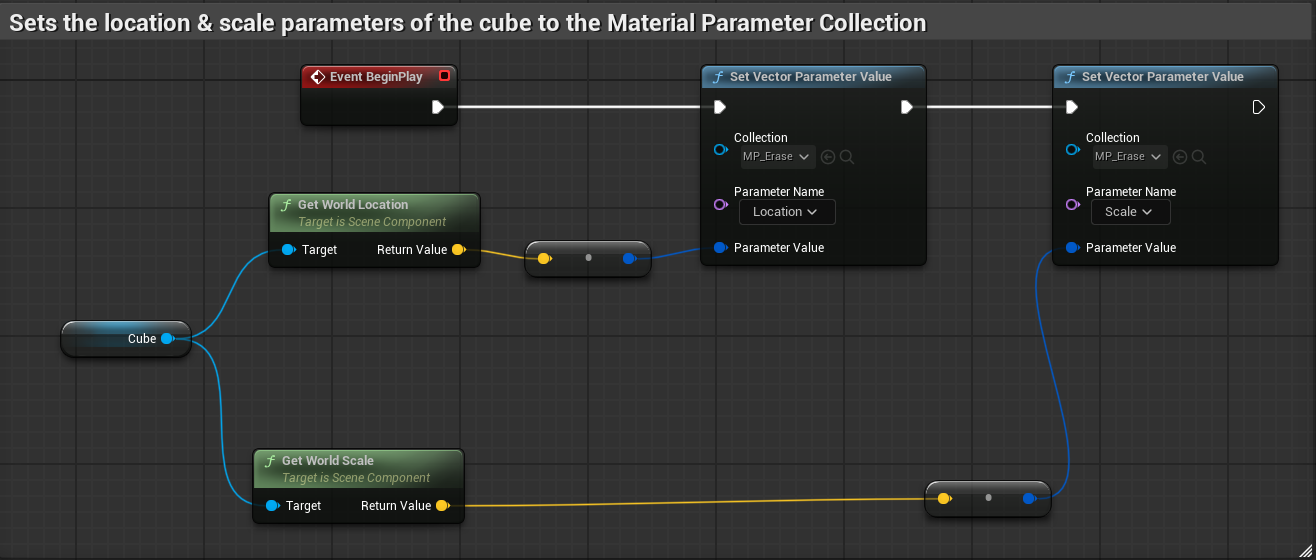 Sets the location & scale parameters of the cube to the Material Parameter Collection
Event BeginPlay
Set Vector Parameter Value
Collection
MP_Erase
Parameter Name
Location
Parameter Value
Set Vector Parameter Value
Collection
MP_Erase
Parameter Name
Scale
Parameter Value
Get World Location
Target is Scene Component
Target Return Value
Cube
Get World Scale
Target is Scene Component
Target Return Value